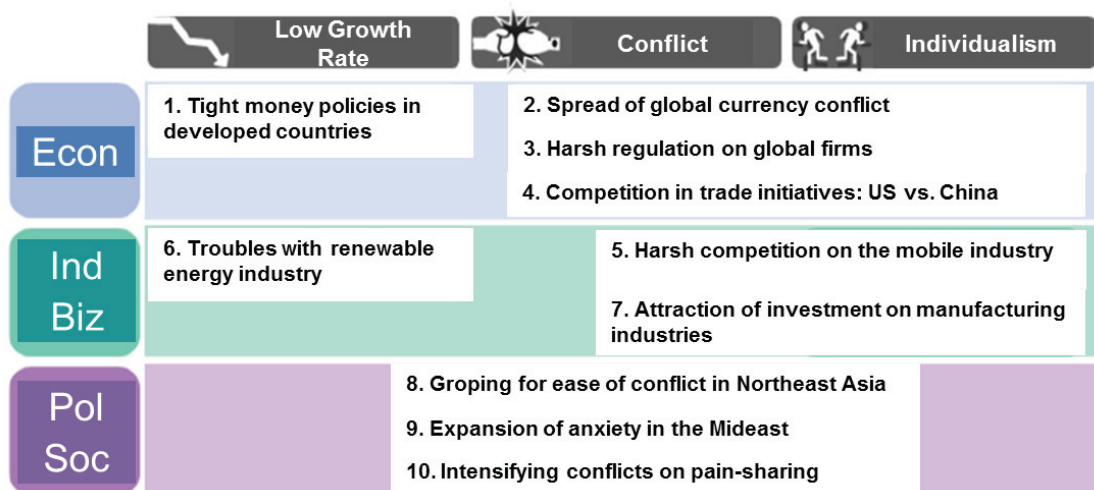 Low Growth
Rate
Conflict
Individualism
Econ
1. Tight money policies in
developed countries
2. Spread of global currency conflict
3. Harsh regulation on global firms
4. Competition in trade initiatives: US vs. China
Ind
Biz
6. Troubles with renewable
energy industry
5. Harsh competition on the mobile industry
7. Attraction of investment on manufacturing
industries
Pol
Soc
8. Groping for ease of conflict in Northeast Asia
9. Expansion of anxiety in the Mideast
10. Intensifying conflicts on pain-sharing